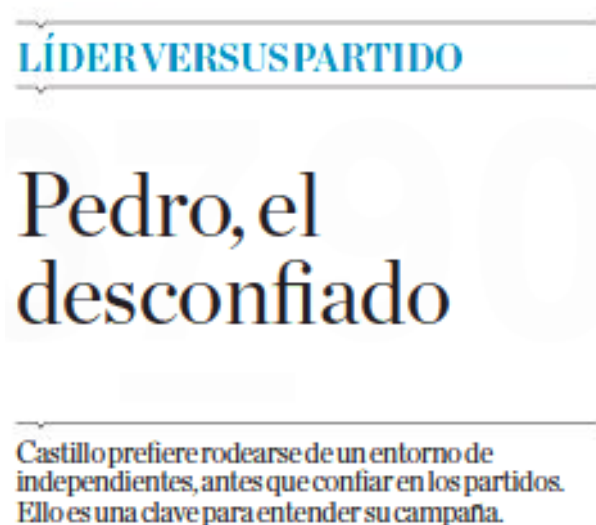 LÍDER VERSUS PARTIDO
Pedro, el
desconfiado
Castillo prefiere rodearse de un entorno de
independientes, antes que confiar en los partidos.
Ello es una clave para entender su campaña.